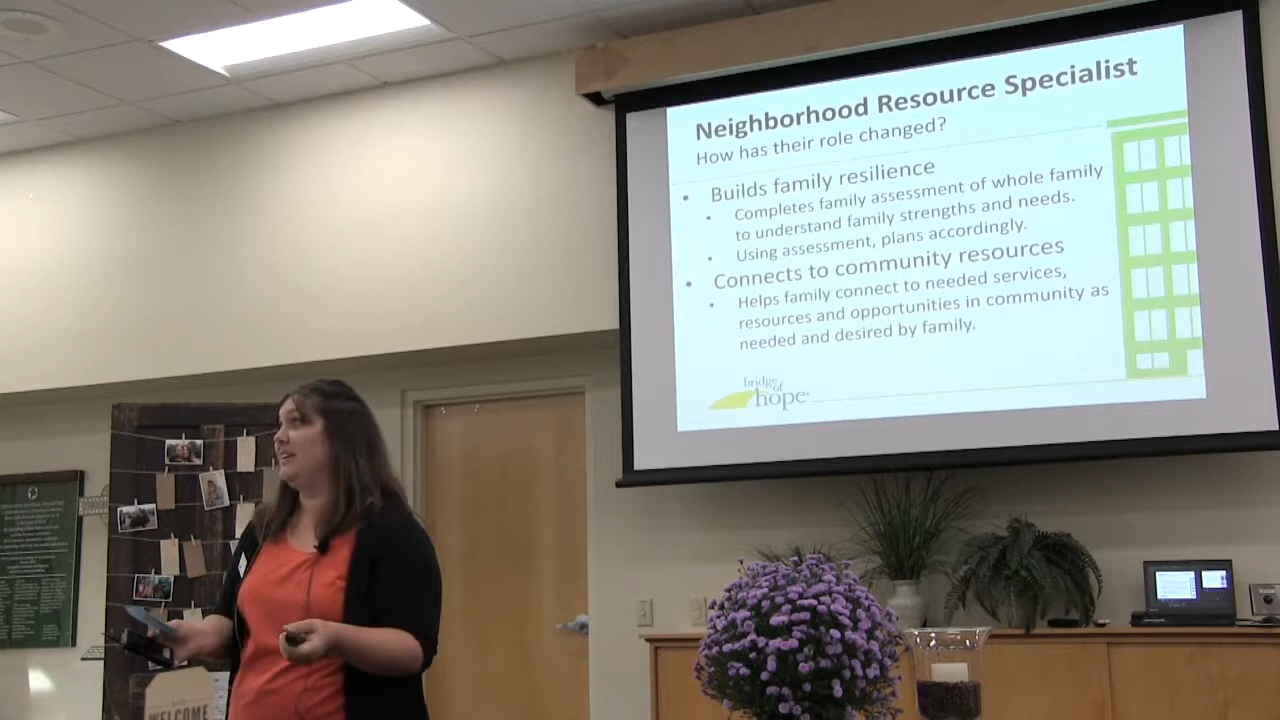 Neighborhood Resource Specialist
How has their role changed?
• Builds family resilience
• Completes family assessment of whole family
to understand family strengths and needs.
• Using assessment, plans accordingly.
• Connects to community resources
• Helps family connect to needed services,
resources and opportunities in community as
needed and desired by family.
bridge of
hope
WELCOME